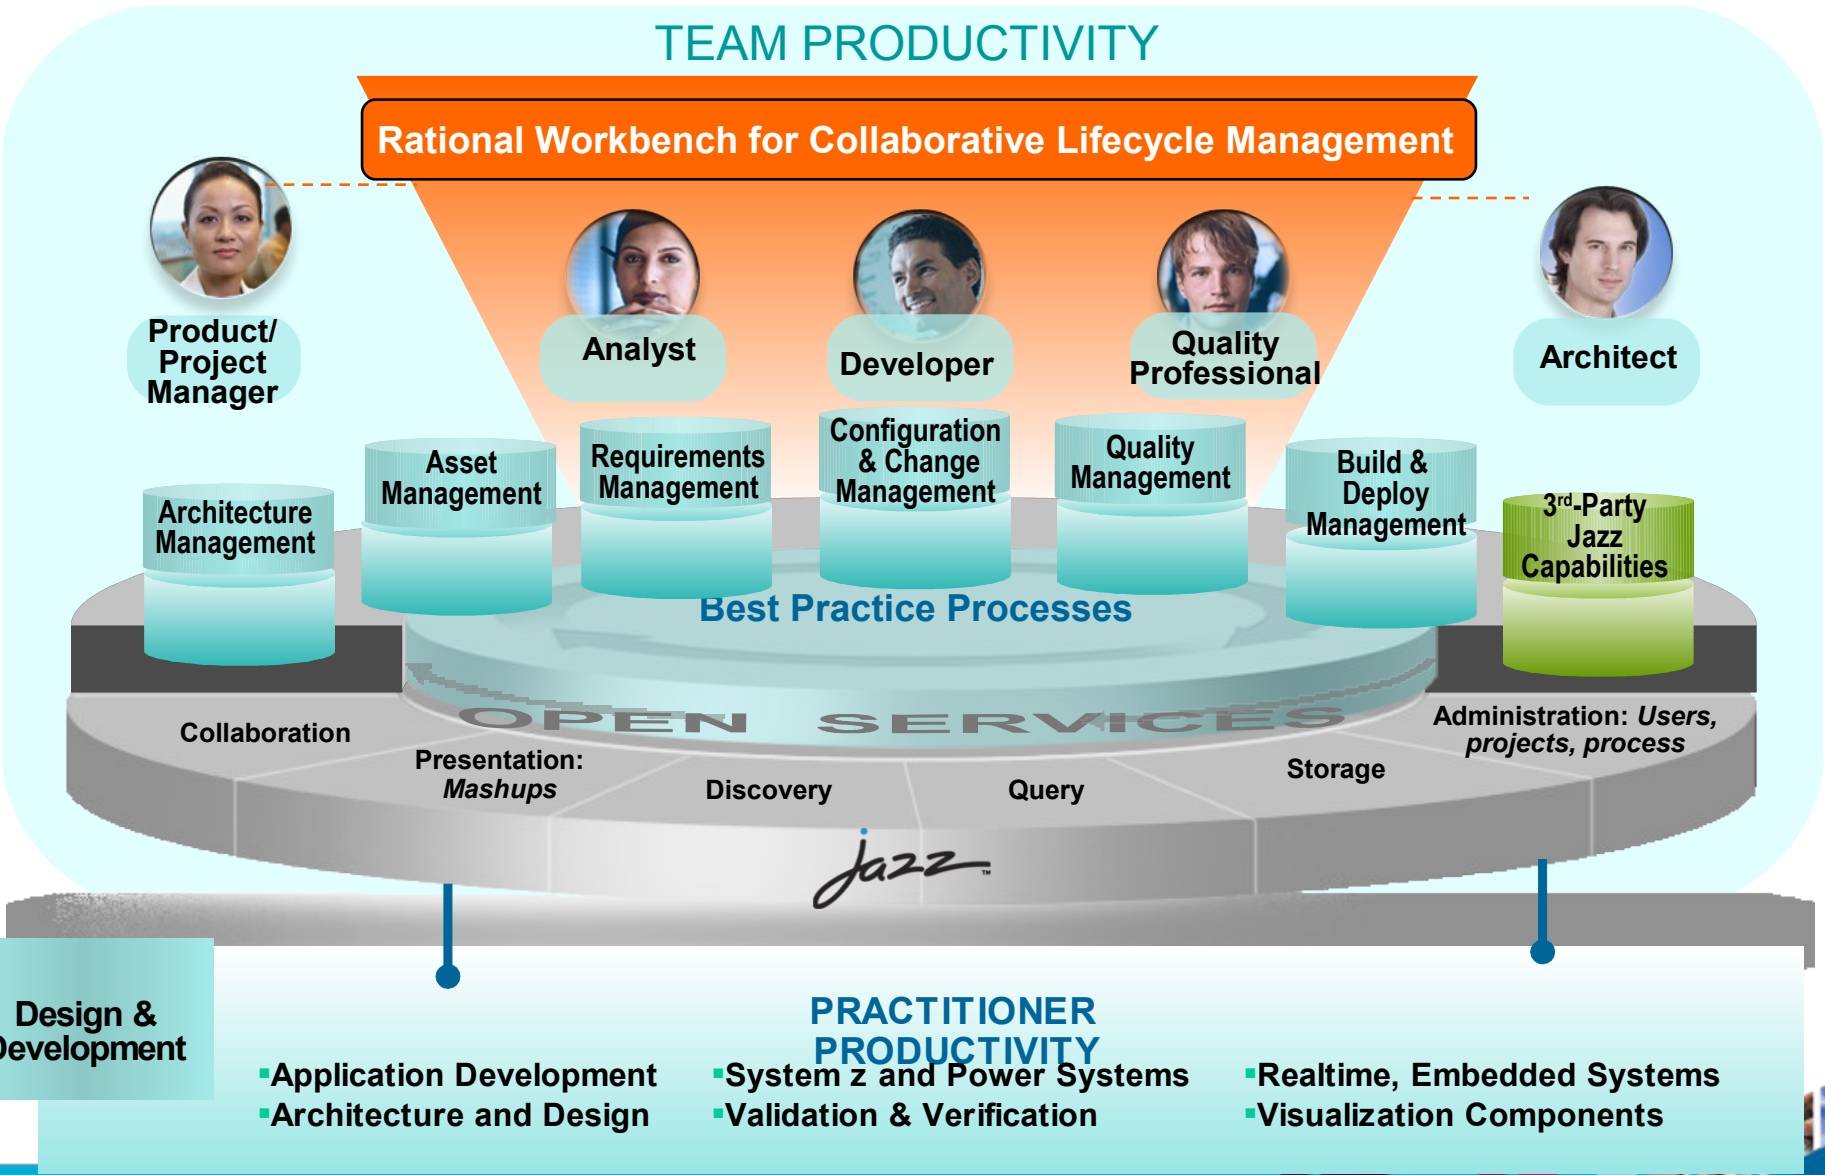 TEAM PRODUCTIVITY
Rational Workbench for Collaborative Lifecycle Management
Product/
Project
Manager
Analyst
Developer
Quality
Professional
Architect
Architecture
Management
Asset
Management
Requirements
Management
Configuration
& Change
Management
Quality
Management
Build &
Deploy
Management
3rd-Party
Jazz
Capabilities
Best Practice Processes
OPEN SERVICES
Collaboration
Presentation:
Mashups
Discovery
Query
Storage
Administration: Users,
projects, process
jazz™
Design &
Development
PRACTITIONER
PRODUCTIVITY
▪Application Development
▪Architecture and Design
▪System z and Power Systems
▪Validation & Verification
▪Realtime, Embedded Systems
▪Visualization Components